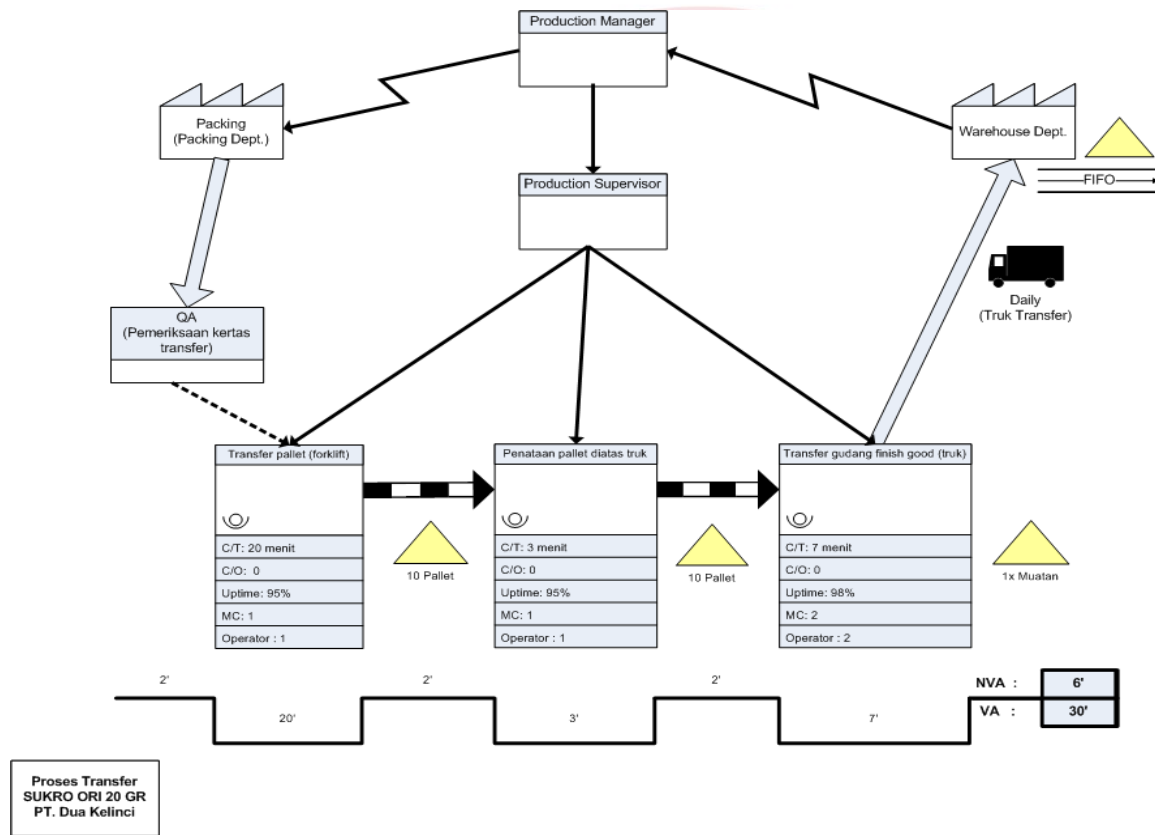 Production Manager
Packing
(Packing Dept.)
Warehouse Dept.
FIFO
Production Supervisor
Daily
(Truk Transfer)
QA
(Pemeriksaan kertas
transfer)
Transfer pallet (forklift)
C/T: 20 menit
C/O: 0
Uptime: 95%
MC: 1
Operator : 1
10 Pallet
Penataan pallet diatas truk
C/T: 3 menit
C/O: 0
Uptime: 95%
MC: 1
Operator : 1
10 Pallet
Transfer gudang finish good (truk)
C/T: 7 menit
C/O: 0
Uptime: 98%
MC: 2
Operator : 2
1x Muatan
2'
20'
2'
3'
2'
7'
NVA : 6'
VA : 30'
Proses Transfer
SUKRO ORI 20 GR
PT. Dua Kelinci